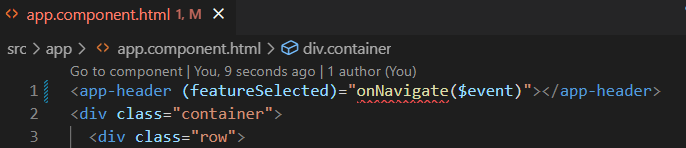 app.component.html 1, M
src > app > app.component.html > div.container
Go to component | You, 9 seconds ago | 1 author (You)
1 <app-header (featureSelected)="onNavigate($event)"></app-header>
2 <div class="container">
3 <div class="row">